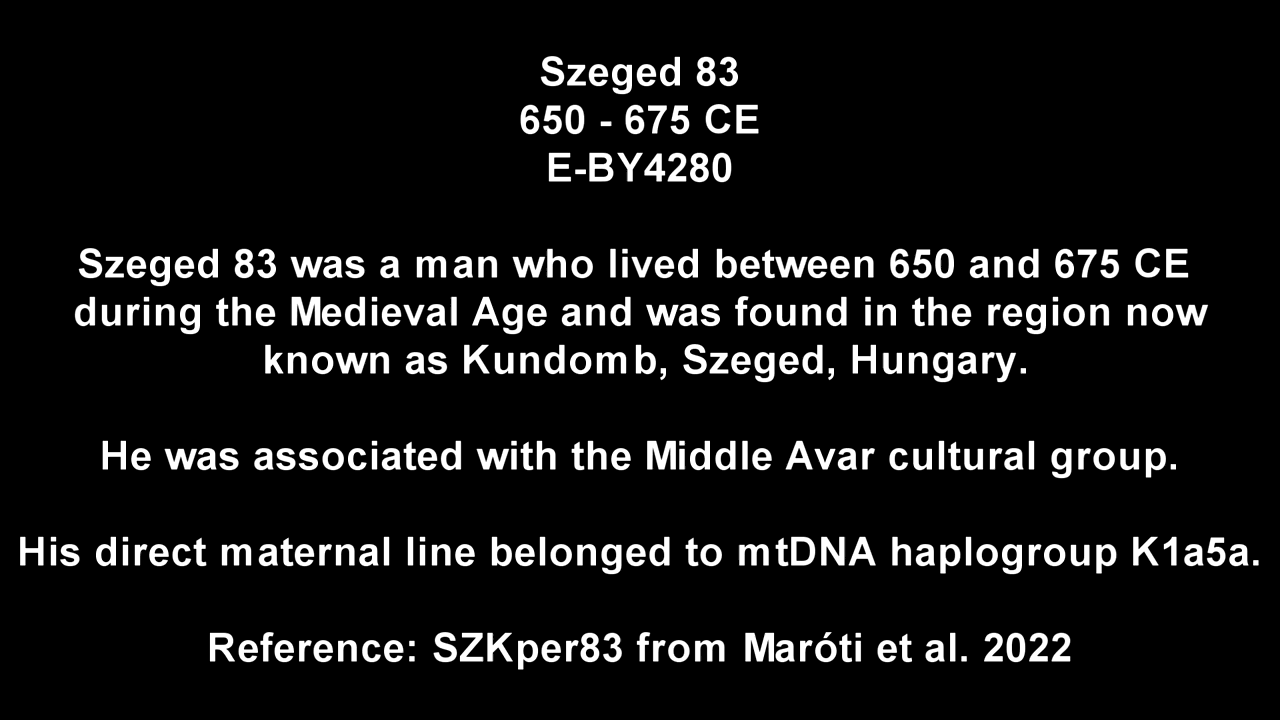 Szeged 83
650 - 675 CE
E-BY4280
Szeged 83 was a man who lived between 650 and 675 CE
during the Medieval Age and was found in the region now
known as Kundomb, Szeged, Hungary.
He was associated with the Middle Avar cultural group.
His direct maternal line belonged to mtDNA haplogroup K1a5a.
Reference: SZKper83 from Maróti et al. 2022